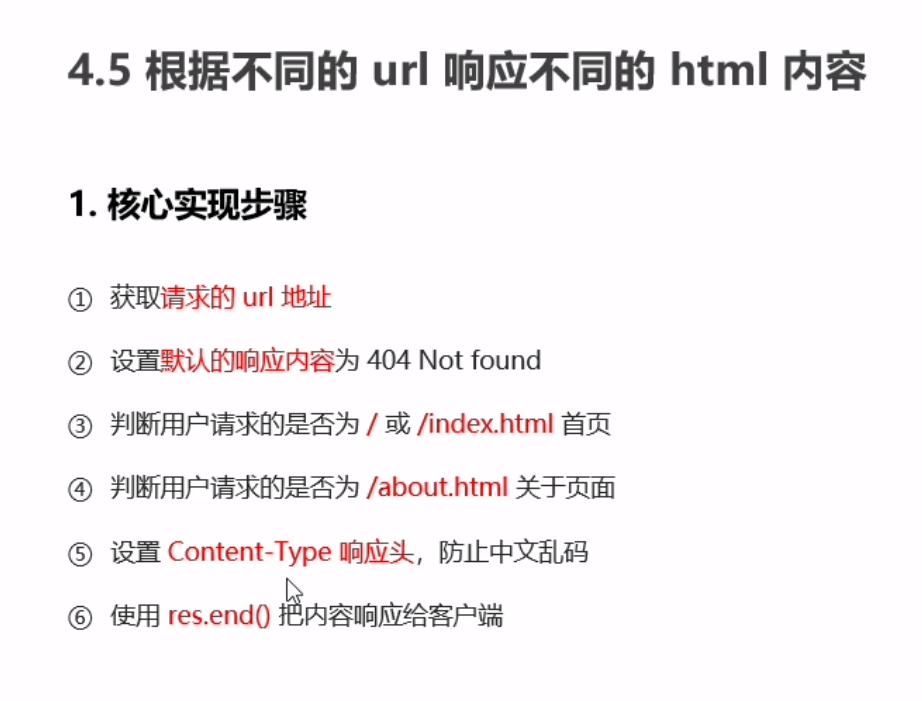 4.5 根据不同的 url 响应不同的 html 内容
1. 核心实现步骤
① 获取请求的 url 地址
② 设置默认的响应内容为 404 Not found
③ 判断用户请求的是否为 / 或 /index.html 首页
④ 判断用户请求的是否为 /about.html 关于页面
⑤ 设置 Content-Type 响应头，防止中文乱码
⑥ 使用 res.end() 把内容响应给客户端